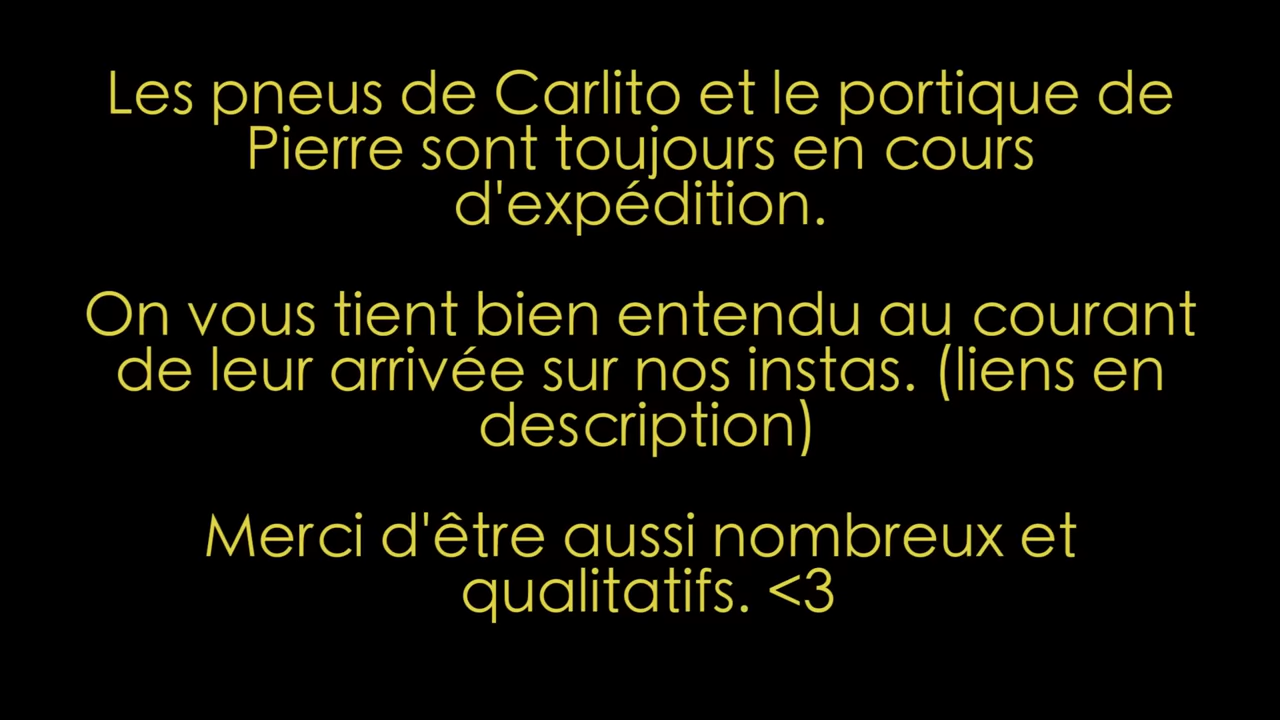 Les pneus de Carlito et le portique de
Pierre sont toujours en cours
d'expédition.
On vous tient bien entendu au courant
de leur arrivée sur nos instas. (liens en
description)
Merci d'être aussi nombreux et
qualitatifs. <3